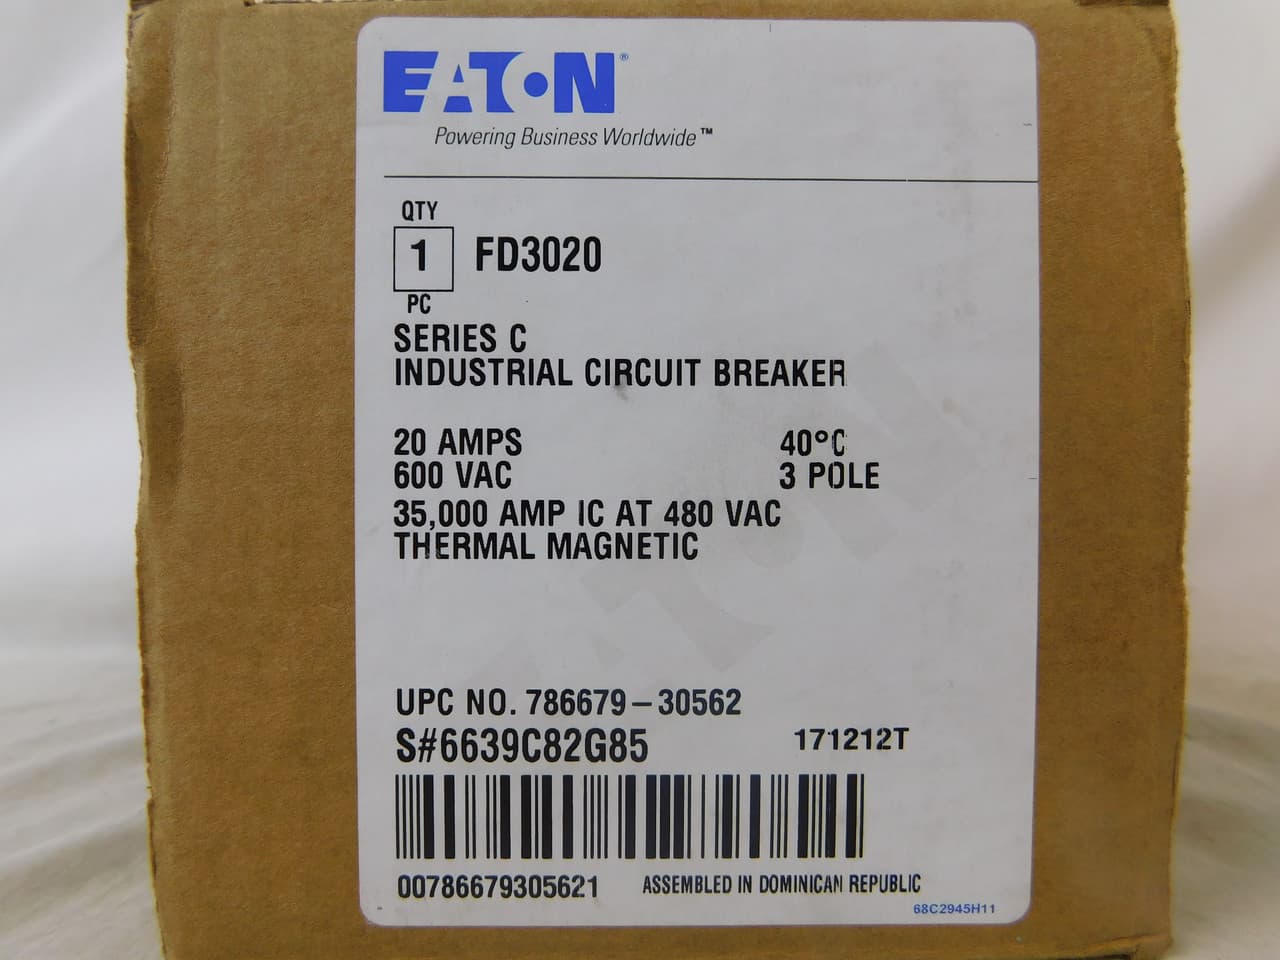 EATON®
Powering Business Worldwide™
QTY
1 FD3020
PC
SERIES C
INDUSTRIAL CIRCUIT BREAKER
20 AMPS 40°C
600 VAC 3 POLE
35,000 AMP IC AT 480 VAC
THERMAL MAGNETIC
EATON
UPC NO. 786679-30562
S#6639C82G85 171212T
00786679305621 ASSEMBLED IN DOMINICAN REPUBLIC
68C2945H11